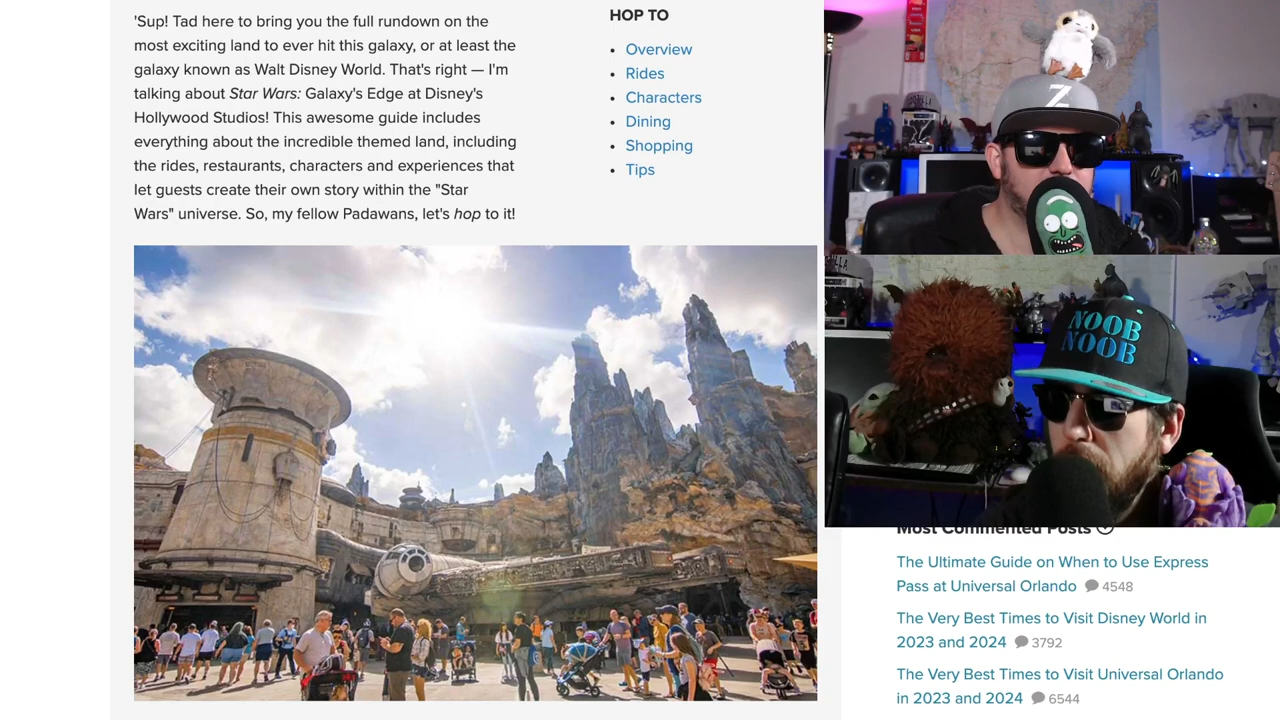 'Sup! Tad here to bring you the full rundown on the
most exciting land to ever hit this galaxy, or at least the
galaxy known as Walt Disney World. That's right — I'm
talking about Star Wars: Galaxy's Edge at Disney's
Hollywood Studios! This awesome guide includes
everything about the incredible themed land, including
the rides, restaurants, characters and experiences that
let guests create their own story within the "Star
Wars" universe. So, my fellow Padawans, let's hop to it!
HOP TO
Overview
Rides
Characters
Dining
Shopping
Tips
Z
NOOB
NOOB
Most Commented Posts
The Ultimate Guide on When to Use Express
Pass at Universal Orlando 4548
The Very Best Times to Visit Disney World in
2023 and 2024 3792
The Very Best Times to Visit Universal Orlando
in 2023 and 2024 6544